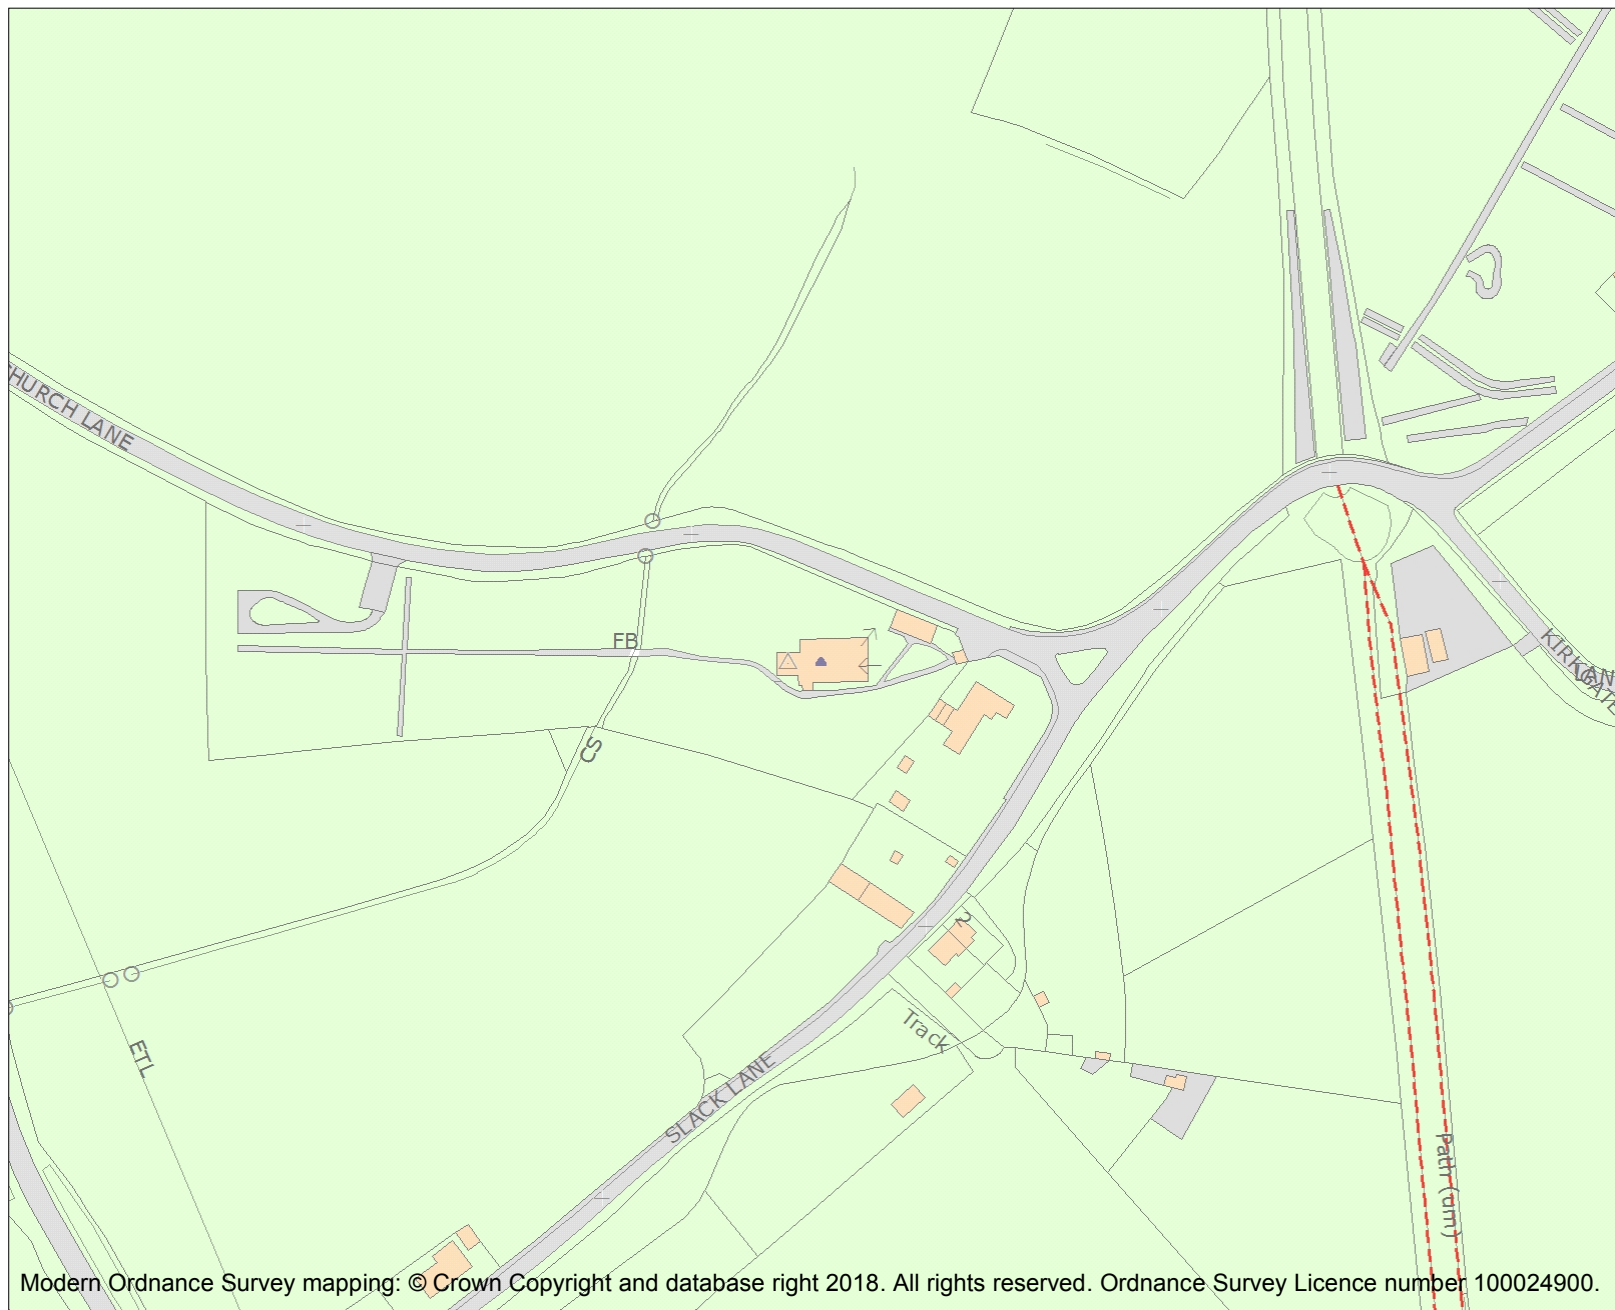 CHURCH LANE
FB
KIRKGATE
LAN
CS
2
Track
ETL
SLACK LANE
Path (um)
Modern Ordnance Survey mapping: © Crown Copyright and database right 2018. All rights reserved. Ordnance Survey Licence number 100024900.